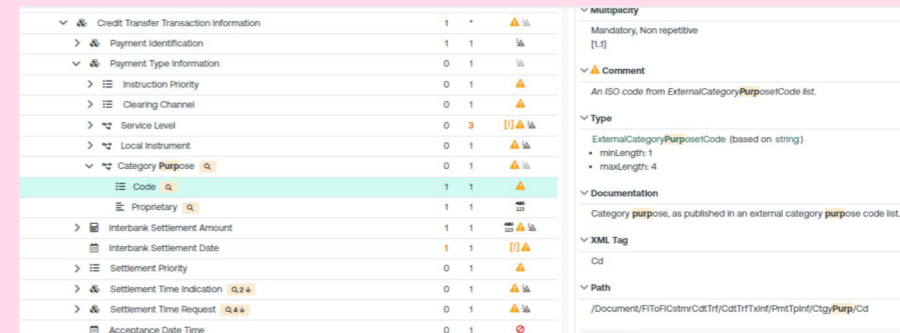 Credit Transfer Transaction Information 1 *
Payment Identification 1 1
Payment Type Information 0 1
Instruction Priority 0 1
Clearing Channel 0 1
Service Level 0 3 [!]
Local Instrument 0 1
Category Purpose 0 1
Code 1 1
Proprietary 1 1 ABC 123
Interbank Settlement Amount 1 1 ABC 123
Interbank Settlement Date 1 1 [!]
Settlement Priority 0 1
Settlement Time Indication 2 0 1
Settlement Time Request 4 0 1
Acceptance Date Time 0 1
Multiplicity
Mandatory, Non repetitive
[1..1]
Comment
An ISO code from ExternalCategoryPurpose1Code list.
Type
ExternalCategoryPurpose1Code (based on string)
• minLength: 1
• maxLength: 4
Documentation
Category purpose, as published in an external category purpose code list.
XML Tag
Cd
Path
/Document/FIToFICstmrCdtTrf/CdtTrfTxInf/PmtTpInf/CtgyPurp/Cd